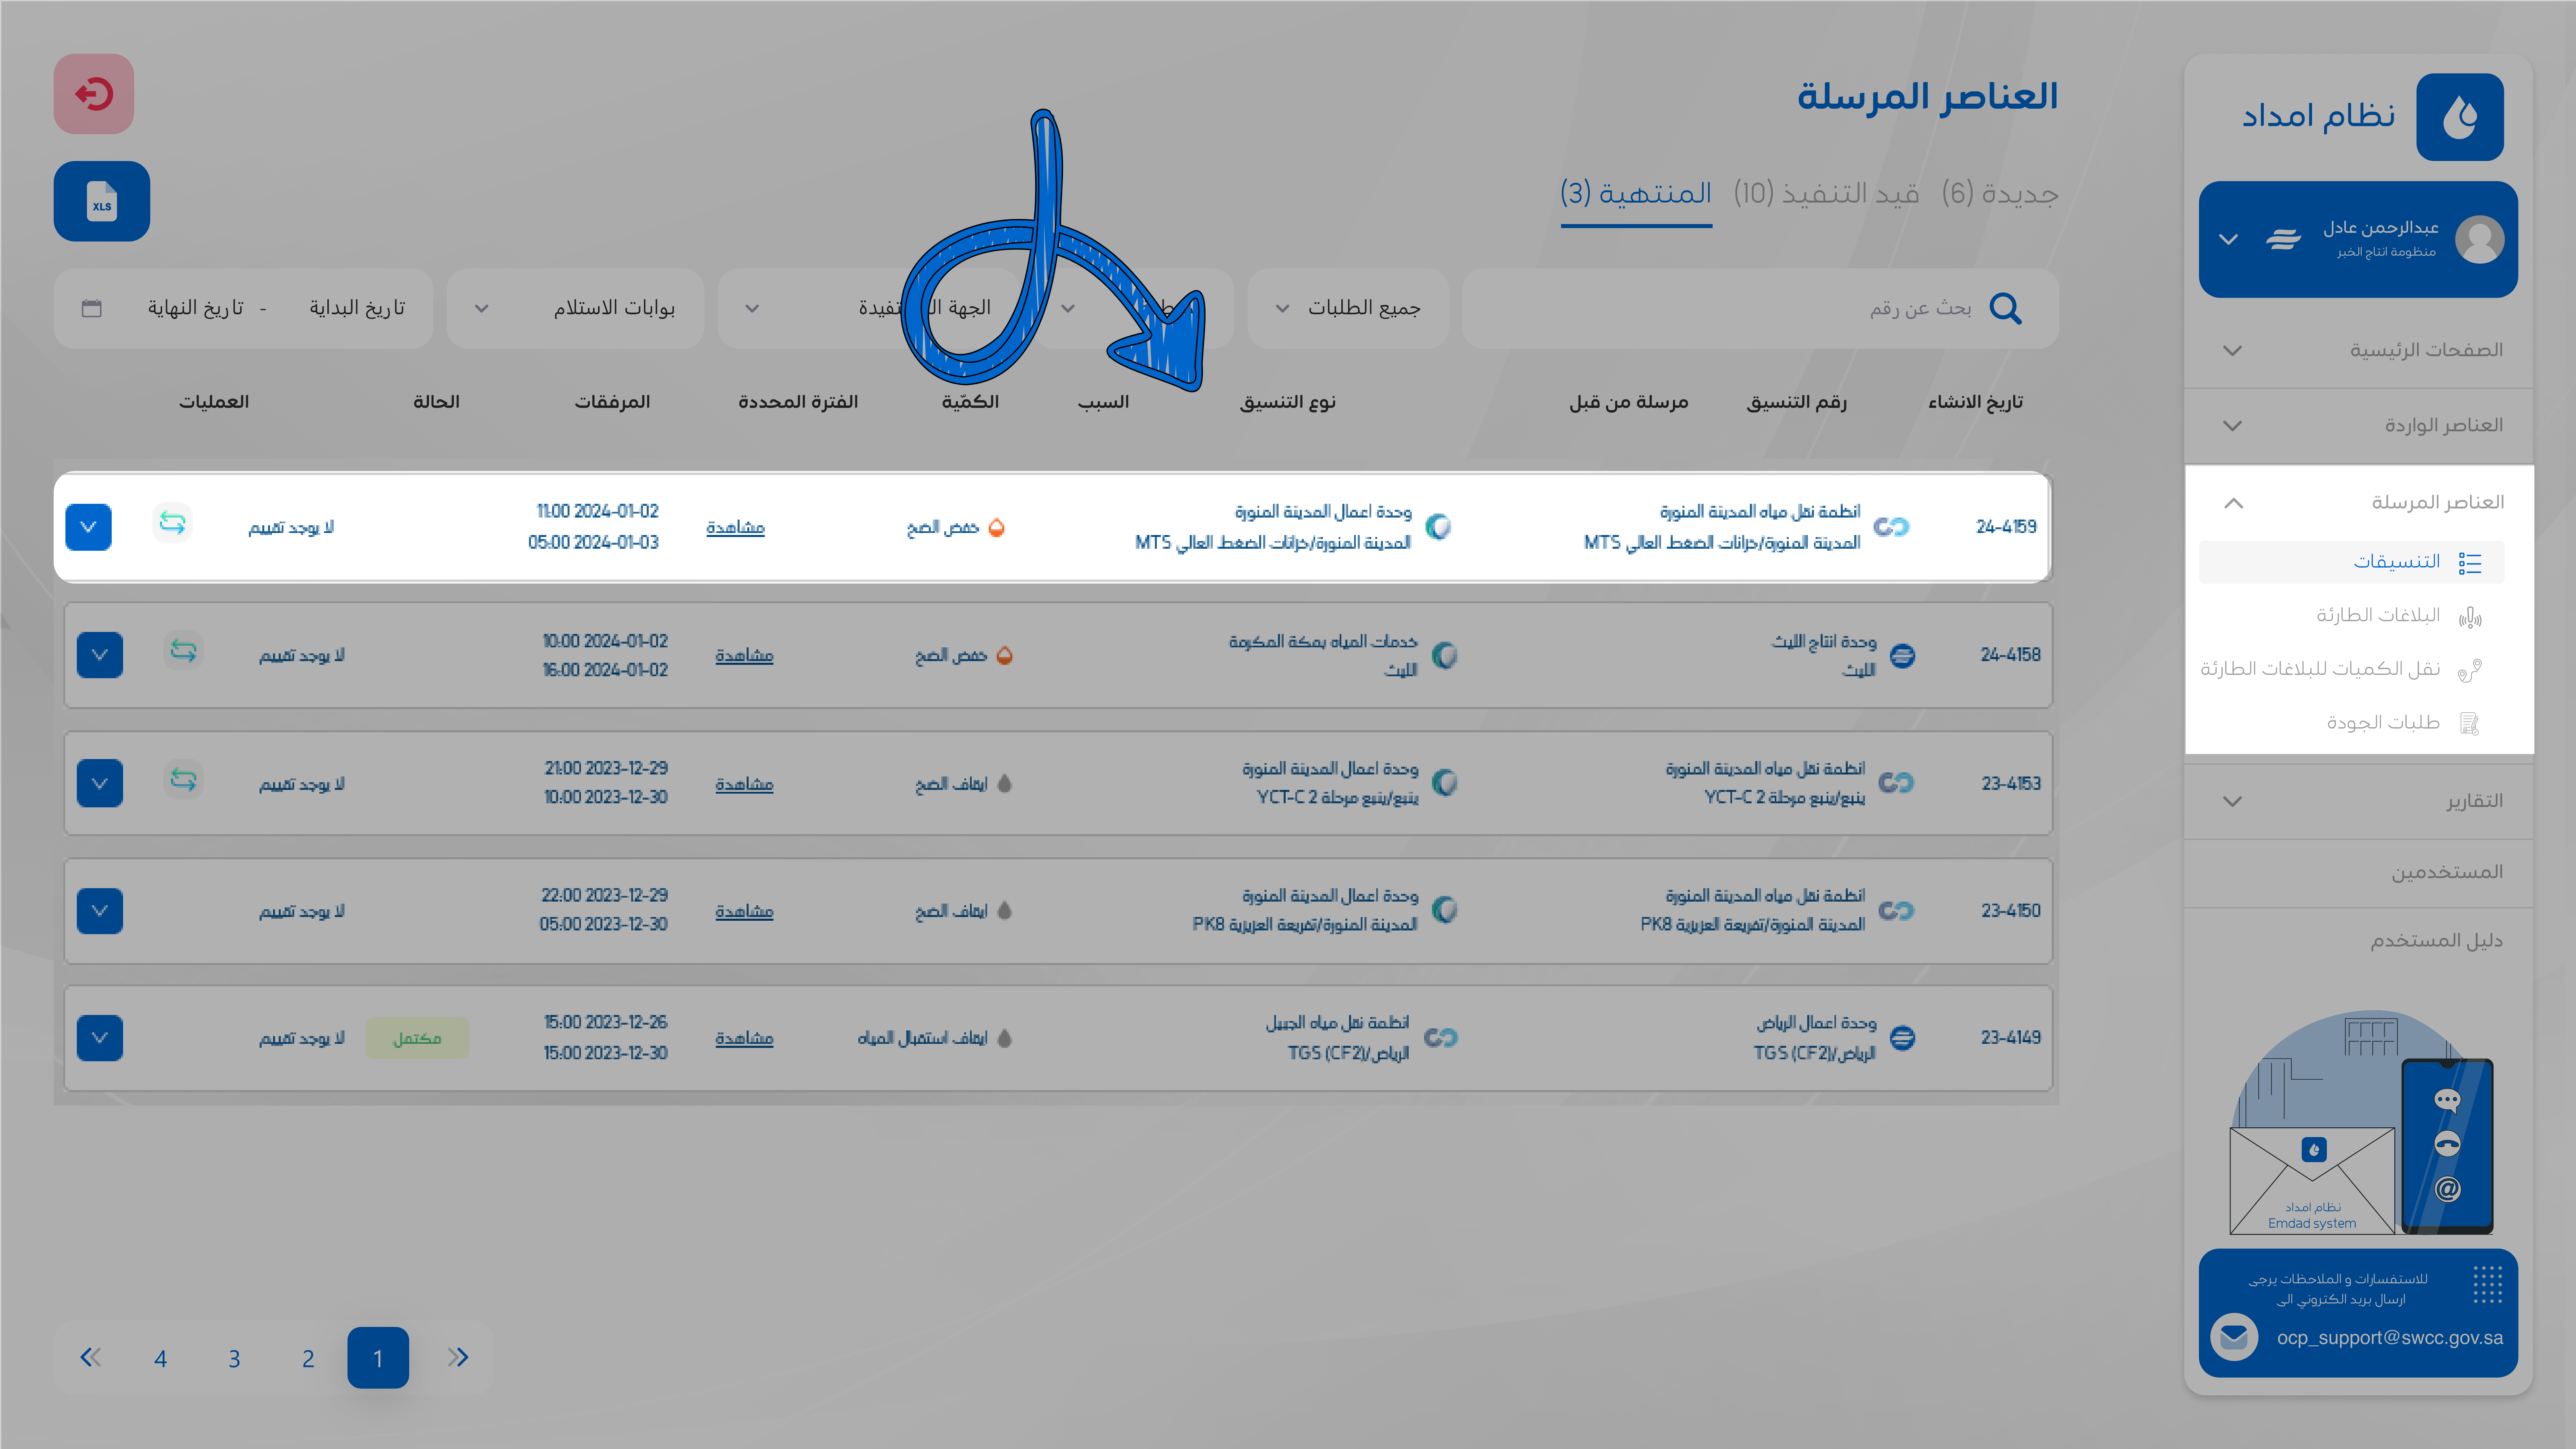 نظام امداد
عبدالرحمن عادل
منظومة انتاج الخبر
الصفحات الرئيسية
العناصر الواردة
العناصر المرسلة
التنسيقات
البلاغات الطارئة
نقل الكميات للبلاغات الطارئة
طلبات الجودة
التقارير
المستخدمين
دليل المستخدم
نظام امداد
Emdad system
للاستفسارات و الملاحظات يرجى
ارسال بريد الكتروني الى
ocp_support@swcc.gov.sa
العناصر المرسلة
جديدة (6) قيد التنفيذ (10) المنتهية (3)
XLS
بحث عن رقم
جميع الطلبات
الجهة
بوابات الاستلام
تاريخ البداية - تاريخ النهاية
تاريخ الانشاء رقم التنسيق مرسلة من قبل نوع التنسيق السبب الكمّية الفترة المحددة المرفقات الحالة العمليات
24-4159
انظمة نقل مياه المدينة المنورة
المدينة المنورة/خزانات الضغط العالي MTS
وحدة اعمال المدينة المنورة
المدينة المنورة/خزانات الضغط العالي MTS
خفض الضخ
مشاهدة
11:00 2024-01-02
05:00 2024-01-03
لا يوجد تقييم
24-4158
وحدة انتاج الليث
الليث
خدمات المياه بمكة المكرمة
الليث
خفض الضخ
مشاهدة
10:00 2024-01-02
16:00 2024-01-02
لا يوجد تقييم
23-4153
انظمة نقل مياه المدينة المنورة
ينبع/ينبع مرحلة 2 YCT-C
وحدة اعمال المدينة المنورة
ينبع/ينبع مرحلة 2 YCT-C
ايقاف الضخ
مشاهدة
21:00 2023-12-29
10:00 2023-12-30
لا يوجد تقييم
23-4150
انظمة نقل مياه المدينة المنورة
المدينة المنورة/تفريعة العزيزية PK8
وحدة اعمال المدينة المنورة
المدينة المنورة/تفريعة العزيزية PK8
ايقاف الضخ
مشاهدة
22:00 2023-12-29
05:00 2023-12-30
لا يوجد تقييم
23-4149
وحدة اعمال الرياض
الرياض/TGS (CF2)
انظمة نقل مياه الجبيل
الرياض/TGS (CF2)
ايقاف استقبال المياه
مشاهدة
15:00 2023-12-26
15:00 2023-12-30
مكتمل
لا يوجد تقييم
1 2 3 4